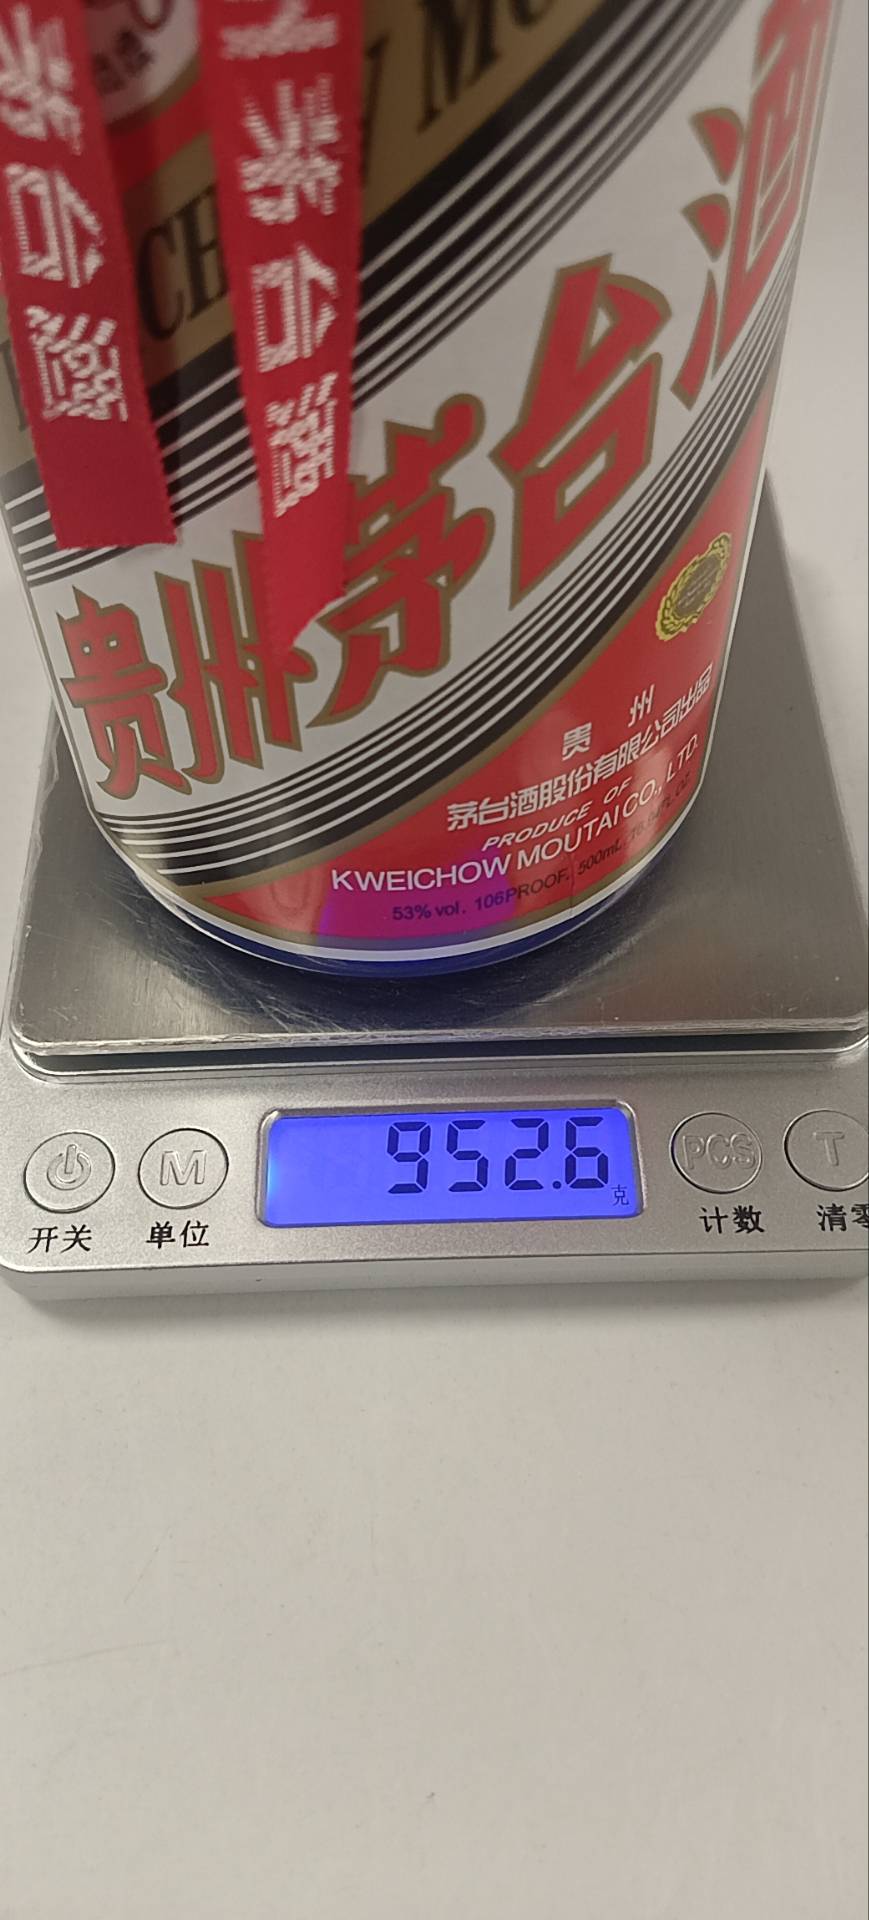 茅台酒
茅台酒
CH
贵州茅台酒
贵州
茅台酒股份有限公司出品
PRODUCE OF
KWEICHOW MOUTAI CO., LTD.
53% vol. 106PROOF. 500mL
952.6 克
M
PCS
T
开关
单位
计数
清零